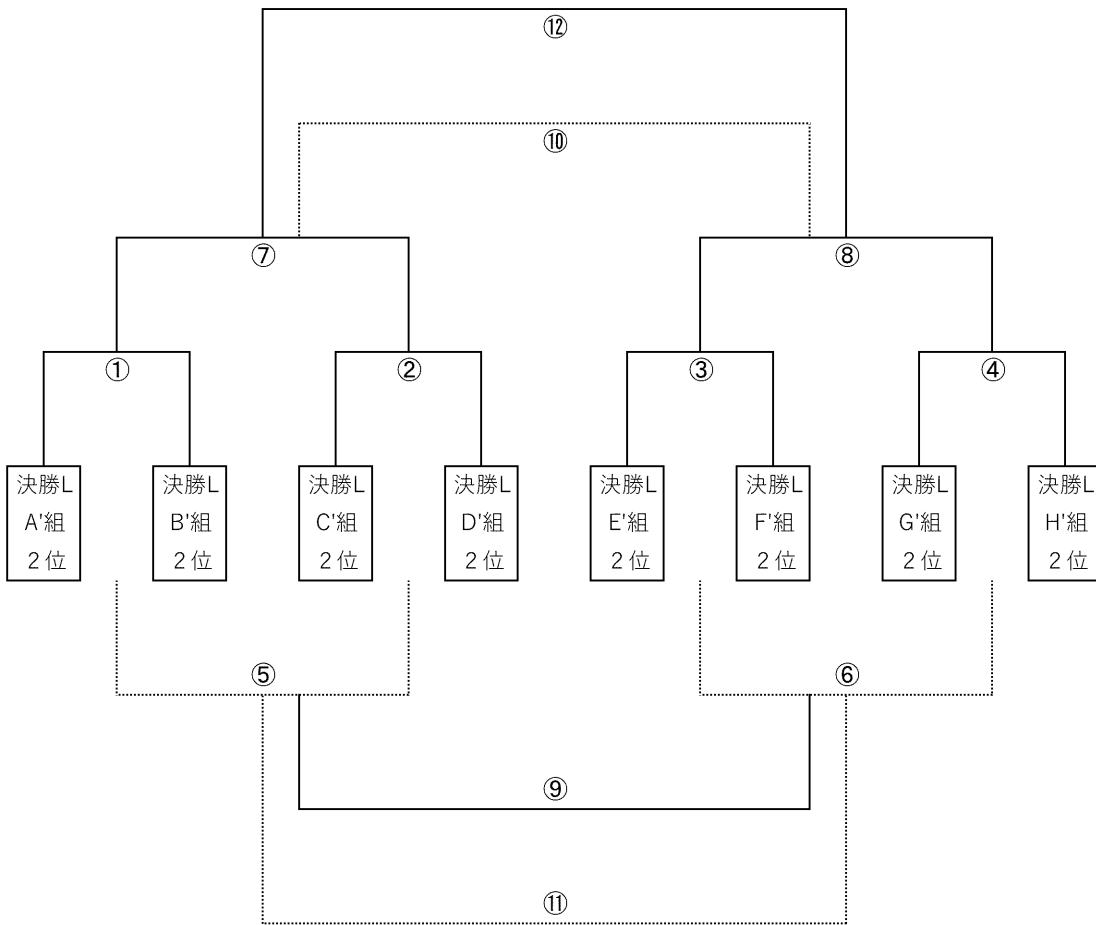 ⑫
⑩
⑦
⑧
①
②
③
④
決勝L
A'組
2位
決勝L
B'組
2位
決勝L
C'組
2位
決勝L
D'組
2位
決勝L
E'組
2位
決勝L
F'組
2位
決勝L
G'組
2位
決勝L
H'組
2位
⑤
⑥
⑨
⑪